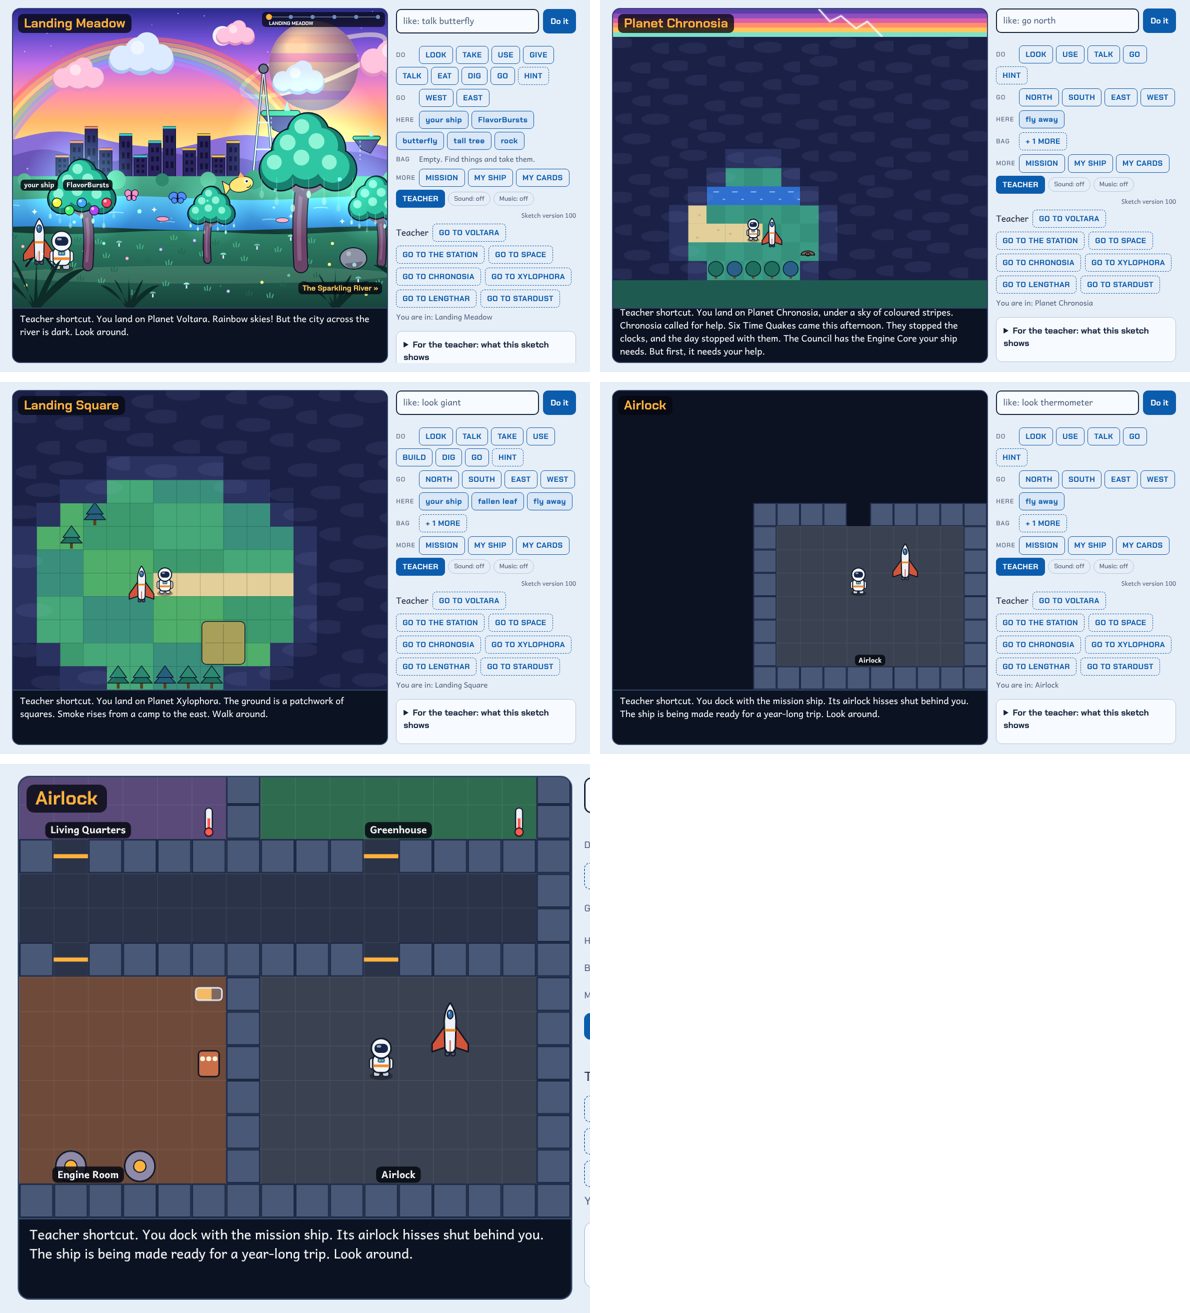 Landing Meadow
LANDING MEADOW
your ship
FlavorBursts
The Sparkling River »
Teacher shortcut. You land on Planet Voltara. Rainbow skies! But the city across the
river is dark. Look around.
like: talk butterfly
Do it
DO LOOK TAKE USE GIVE
TALK EAT DIG GO HINT
GO WEST EAST
HERE your ship FlavorBursts
butterfly tall tree rock
BAG Empty. Find things and take them.
MORE MISSION MY SHIP MY CARDS
TEACHER Sound: off Music: off
Sketch version 100
Teacher GO TO VOLTARA
GO TO THE STATION GO TO SPACE
GO TO CHRONOSIA GO TO XYLOPHORA
GO TO LENGTHAR GO TO STARDUST
You are in: Landing Meadow
▶ For the teacher: what this sketch
shows
Planet Chronosia
Teacher shortcut. You land on Planet Chronosia, under a sky of coloured stripes.
Chronosia called for help. Six Time Quakes came this afternoon. They stopped the
clocks, and the day stopped with them. The Council has the Engine Core your ship
needs. But first, it needs your help.
like: go north
Do it
DO LOOK USE TALK GO
HINT
GO NORTH SOUTH EAST WEST
HERE fly away
BAG + 1 MORE
MORE MISSION MY SHIP MY CARDS
TEACHER Sound: off Music: off
Sketch version 100
Teacher GO TO VOLTARA
GO TO THE STATION GO TO SPACE
GO TO CHRONOSIA GO TO XYLOPHORA
GO TO LENGTHAR GO TO STARDUST
You are in: Planet Chronosia
▶ For the teacher: what this sketch
shows
Landing Square
Teacher shortcut. You land on Planet Xylophora. The ground is a patchwork of
squares. Smoke rises from a camp to the east. Walk around.
like: look giant
Do it
DO LOOK TALK TAKE USE
BUILD DIG GO HINT
GO NORTH SOUTH EAST WEST
HERE your ship fallen leaf fly away
BAG + 1 MORE
MORE MISSION MY SHIP MY CARDS
TEACHER Sound: off Music: off
Sketch version 100
Teacher GO TO VOLTARA
GO TO THE STATION GO TO SPACE
GO TO CHRONOSIA GO TO XYLOPHORA
GO TO LENGTHAR GO TO STARDUST
You are in: Landing Square
▶ For the teacher: what this sketch
shows
Airlock
Airlock
Teacher shortcut. You dock with the mission ship. Its airlock hisses shut behind you.
The ship is being made ready for a year-long trip. Look around.
like: look thermometer
Do it
DO LOOK USE TALK GO
HINT
GO NORTH SOUTH EAST WEST
HERE fly away
BAG + 1 MORE
MORE MISSION MY SHIP MY CARDS
TEACHER Sound: off Music: off
Sketch version 100
Teacher GO TO VOLTARA
GO TO THE STATION GO TO SPACE
GO TO CHRONOSIA GO TO XYLOPHORA
GO TO LENGTHAR GO TO STARDUST
You are in: Airlock
▶ For the teacher: what this sketch
shows
Airlock
Living Quarters
Greenhouse
Engine Room
Airlock
Teacher shortcut. You dock with the mission ship. Its airlock hisses shut behind you.
The ship is being made ready for a year-long trip. Look around.